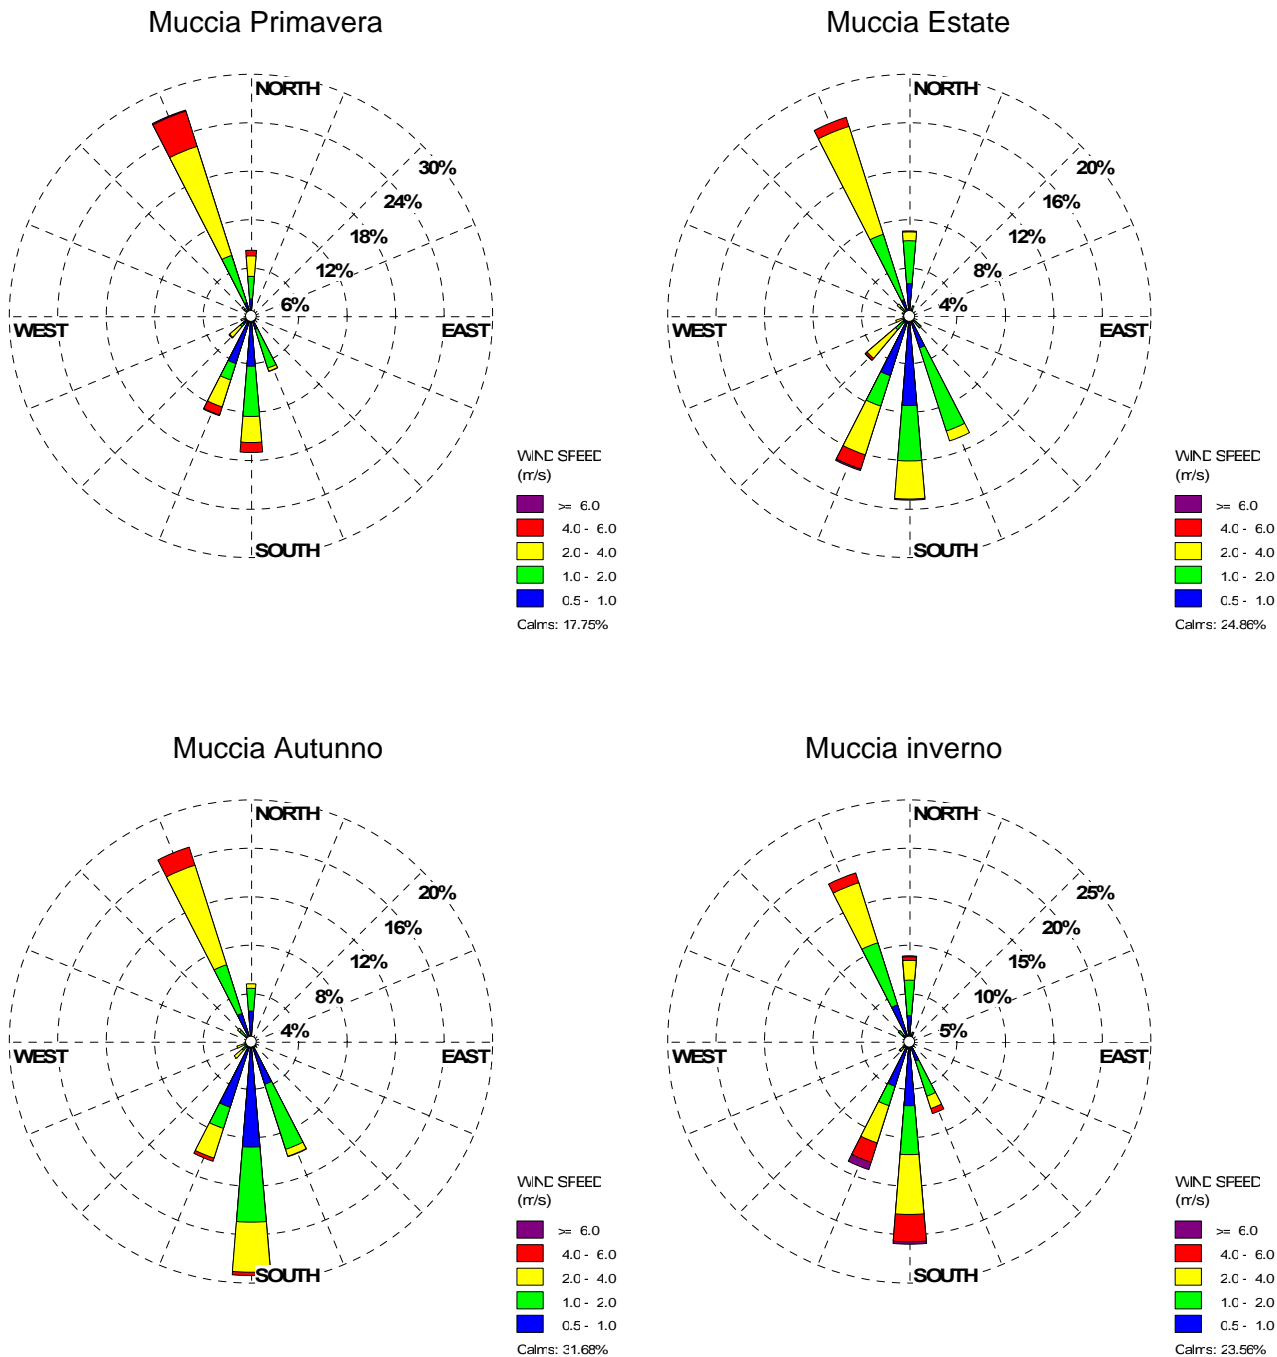 Muccia Primavera
NORTH
30%
24%
18%
12%
6%
WEST
EAST
SOUTH
WIND SPEED
(m/s)
>= 6.0
4.0 - 6.0
2.0 - 4.0
1.0 - 2.0
0.5 - 1.0
Calms: 17.75%
Muccia Estate
NORTH
20%
16%
12%
8%
4%
WEST
EAST
SOUTH
WIND SPEED
(m/s)
>= 6.0
4.0 - 6.0
2.0 - 4.0
1.0 - 2.0
0.5 - 1.0
Calms: 24.86%
Muccia Autunno
NORTH
20%
16%
12%
8%
4%
WEST
EAST
SOUTH
WIND SPEED
(m/s)
>= 6.0
4.0 - 6.0
2.0 - 4.0
1.0 - 2.0
0.5 - 1.0
Calms: 31.68%
Muccia inverno
NORTH
25%
20%
15%
10%
5%
WEST
EAST
SOUTH
WIND SPEED
(m/s)
>= 6.0
4.0 - 6.0
2.0 - 4.0
1.0 - 2.0
0.5 - 1.0
Calms: 23.56%